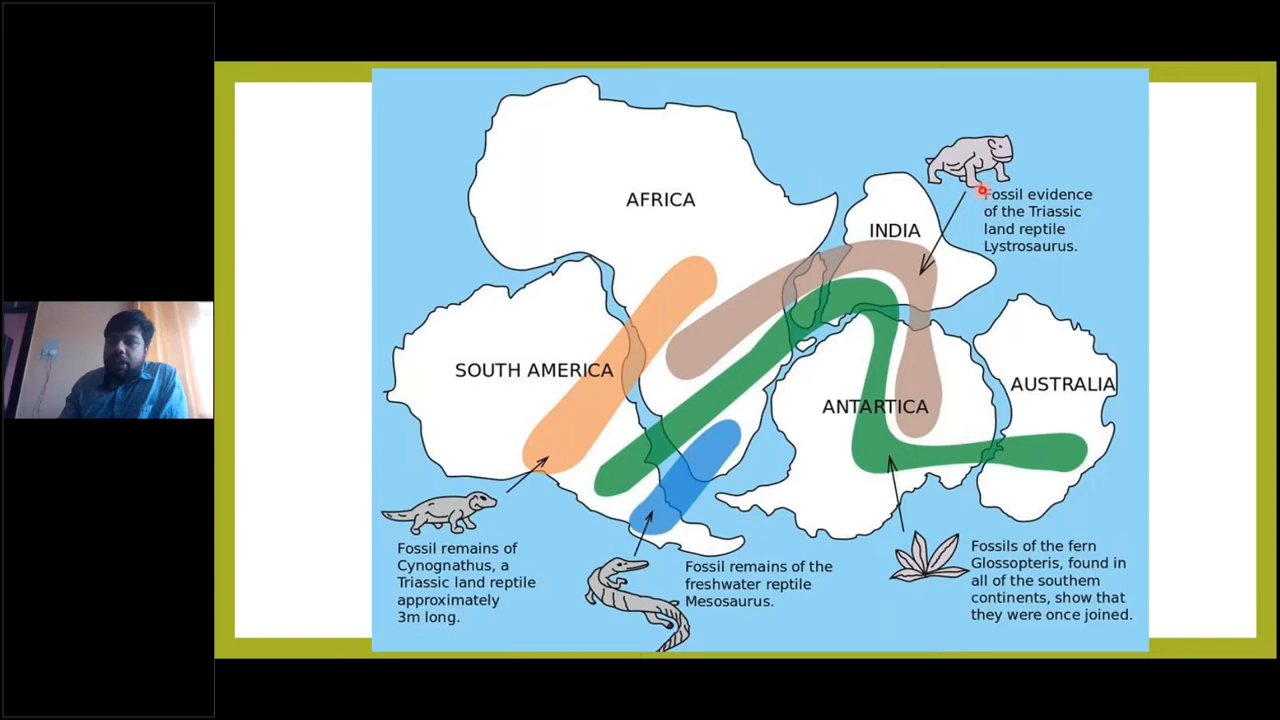 AFRICA
INDIA
Fossil evidence
of the Triassic
land reptile
Lystrosaurus.
SOUTH AMERICA
ANTARTICA
AUSTRALIA
Fossil remains of
Cynognathus, a
Triassic land reptile
approximately
3m long.
Fossil remains of the
freshwater reptile
Mesosaurus.
Fossils of the fern
Glossopteris, found in
all of the southem
continents, show that
they were once joined.